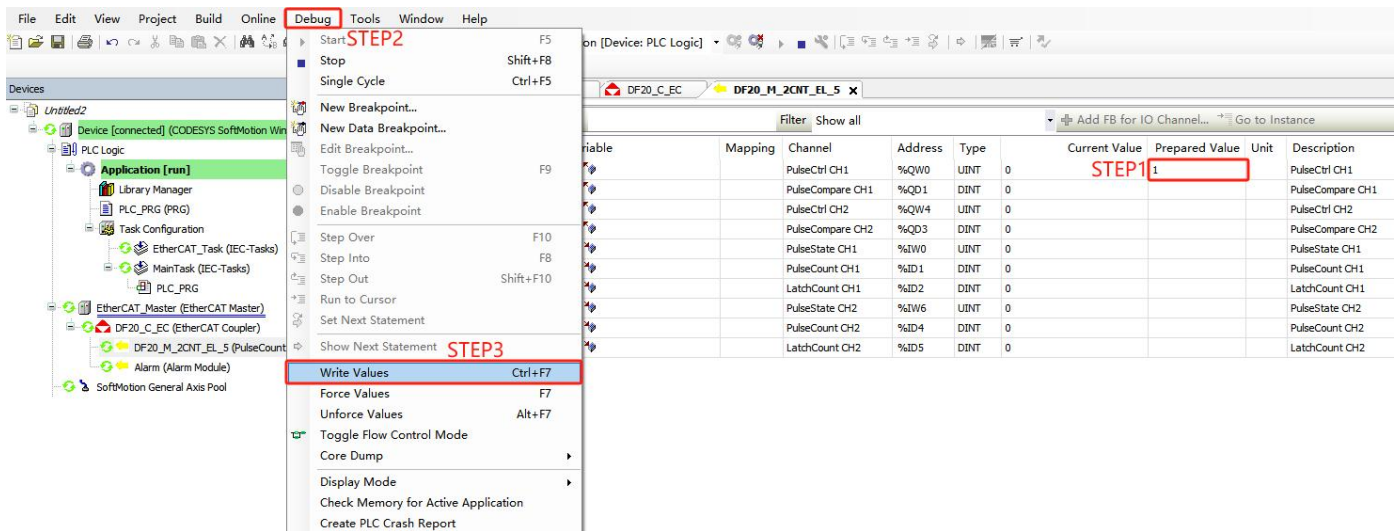 File Edit View Project Build Online Debug Tools Window Help
Start STEP2 F5
on [Device: PLC Logic]
Stop Shift+F8
Single Cycle Ctrl+F5
Devices
DF20_C_EC DF20_M_2CNT_EL_5 X
Untitled2
Device [connected] (CODESYS SoftMotion Win
PLC Logic
Application [run]
Library Manager
PLC_PRG (PRG)
Task Configuration
EtherCAT_Task (IEC-Tasks)
MainTask (IEC-Tasks)
PLC_PRG
EtherCAT_Master (EtherCAT Master)
DF20_C_EC (EtherCAT Coupler)
DF20_M_2CNT_EL_5 (PulseCount
Alarm (Alarm Module)
SoftMotion General Axis Pool
New Breakpoint...
New Data Breakpoint...
Edit Breakpoint...
Toggle Breakpoint F9
Disable Breakpoint
Enable Breakpoint
Step Over F10
Step Into F8
Step Out Shift+F10
Run to Cursor
Set Next Statement
Show Next Statement STEP3
Write Values Ctrl+F7
Force Values F7
Unforce Values Alt+F7
Toggle Flow Control Mode
Core Dump
Display Mode
Check Memory for Active Application
Create PLC Crash Report
Filter Show all Add FB for IO Channel... Go to Instance
riable Mapping Channel Address Type Current Value Prepared Value Unit Description
PulseCtrl CH1 %QW0 UINT 0 STEP1 1 PulseCtrl CH1
PulseCompare CH1 %QD1 DINT 0 PulseCompare CH1
PulseCtrl CH2 %QW4 UINT 0 PulseCtrl CH2
PulseCompare CH2 %QD3 DINT 0 PulseCompare CH2
PulseState CH1 %IW0 UINT 0 PulseState CH1
PulseCount CH1 %ID1 DINT 0 PulseCount CH1
LatchCount CH1 %ID2 DINT 0 LatchCount CH1
PulseState CH2 %IW6 UINT 0 PulseState CH2
PulseCount CH2 %ID4 DINT 0 PulseCount CH2
LatchCount CH2 %ID5 DINT 0 LatchCount CH2